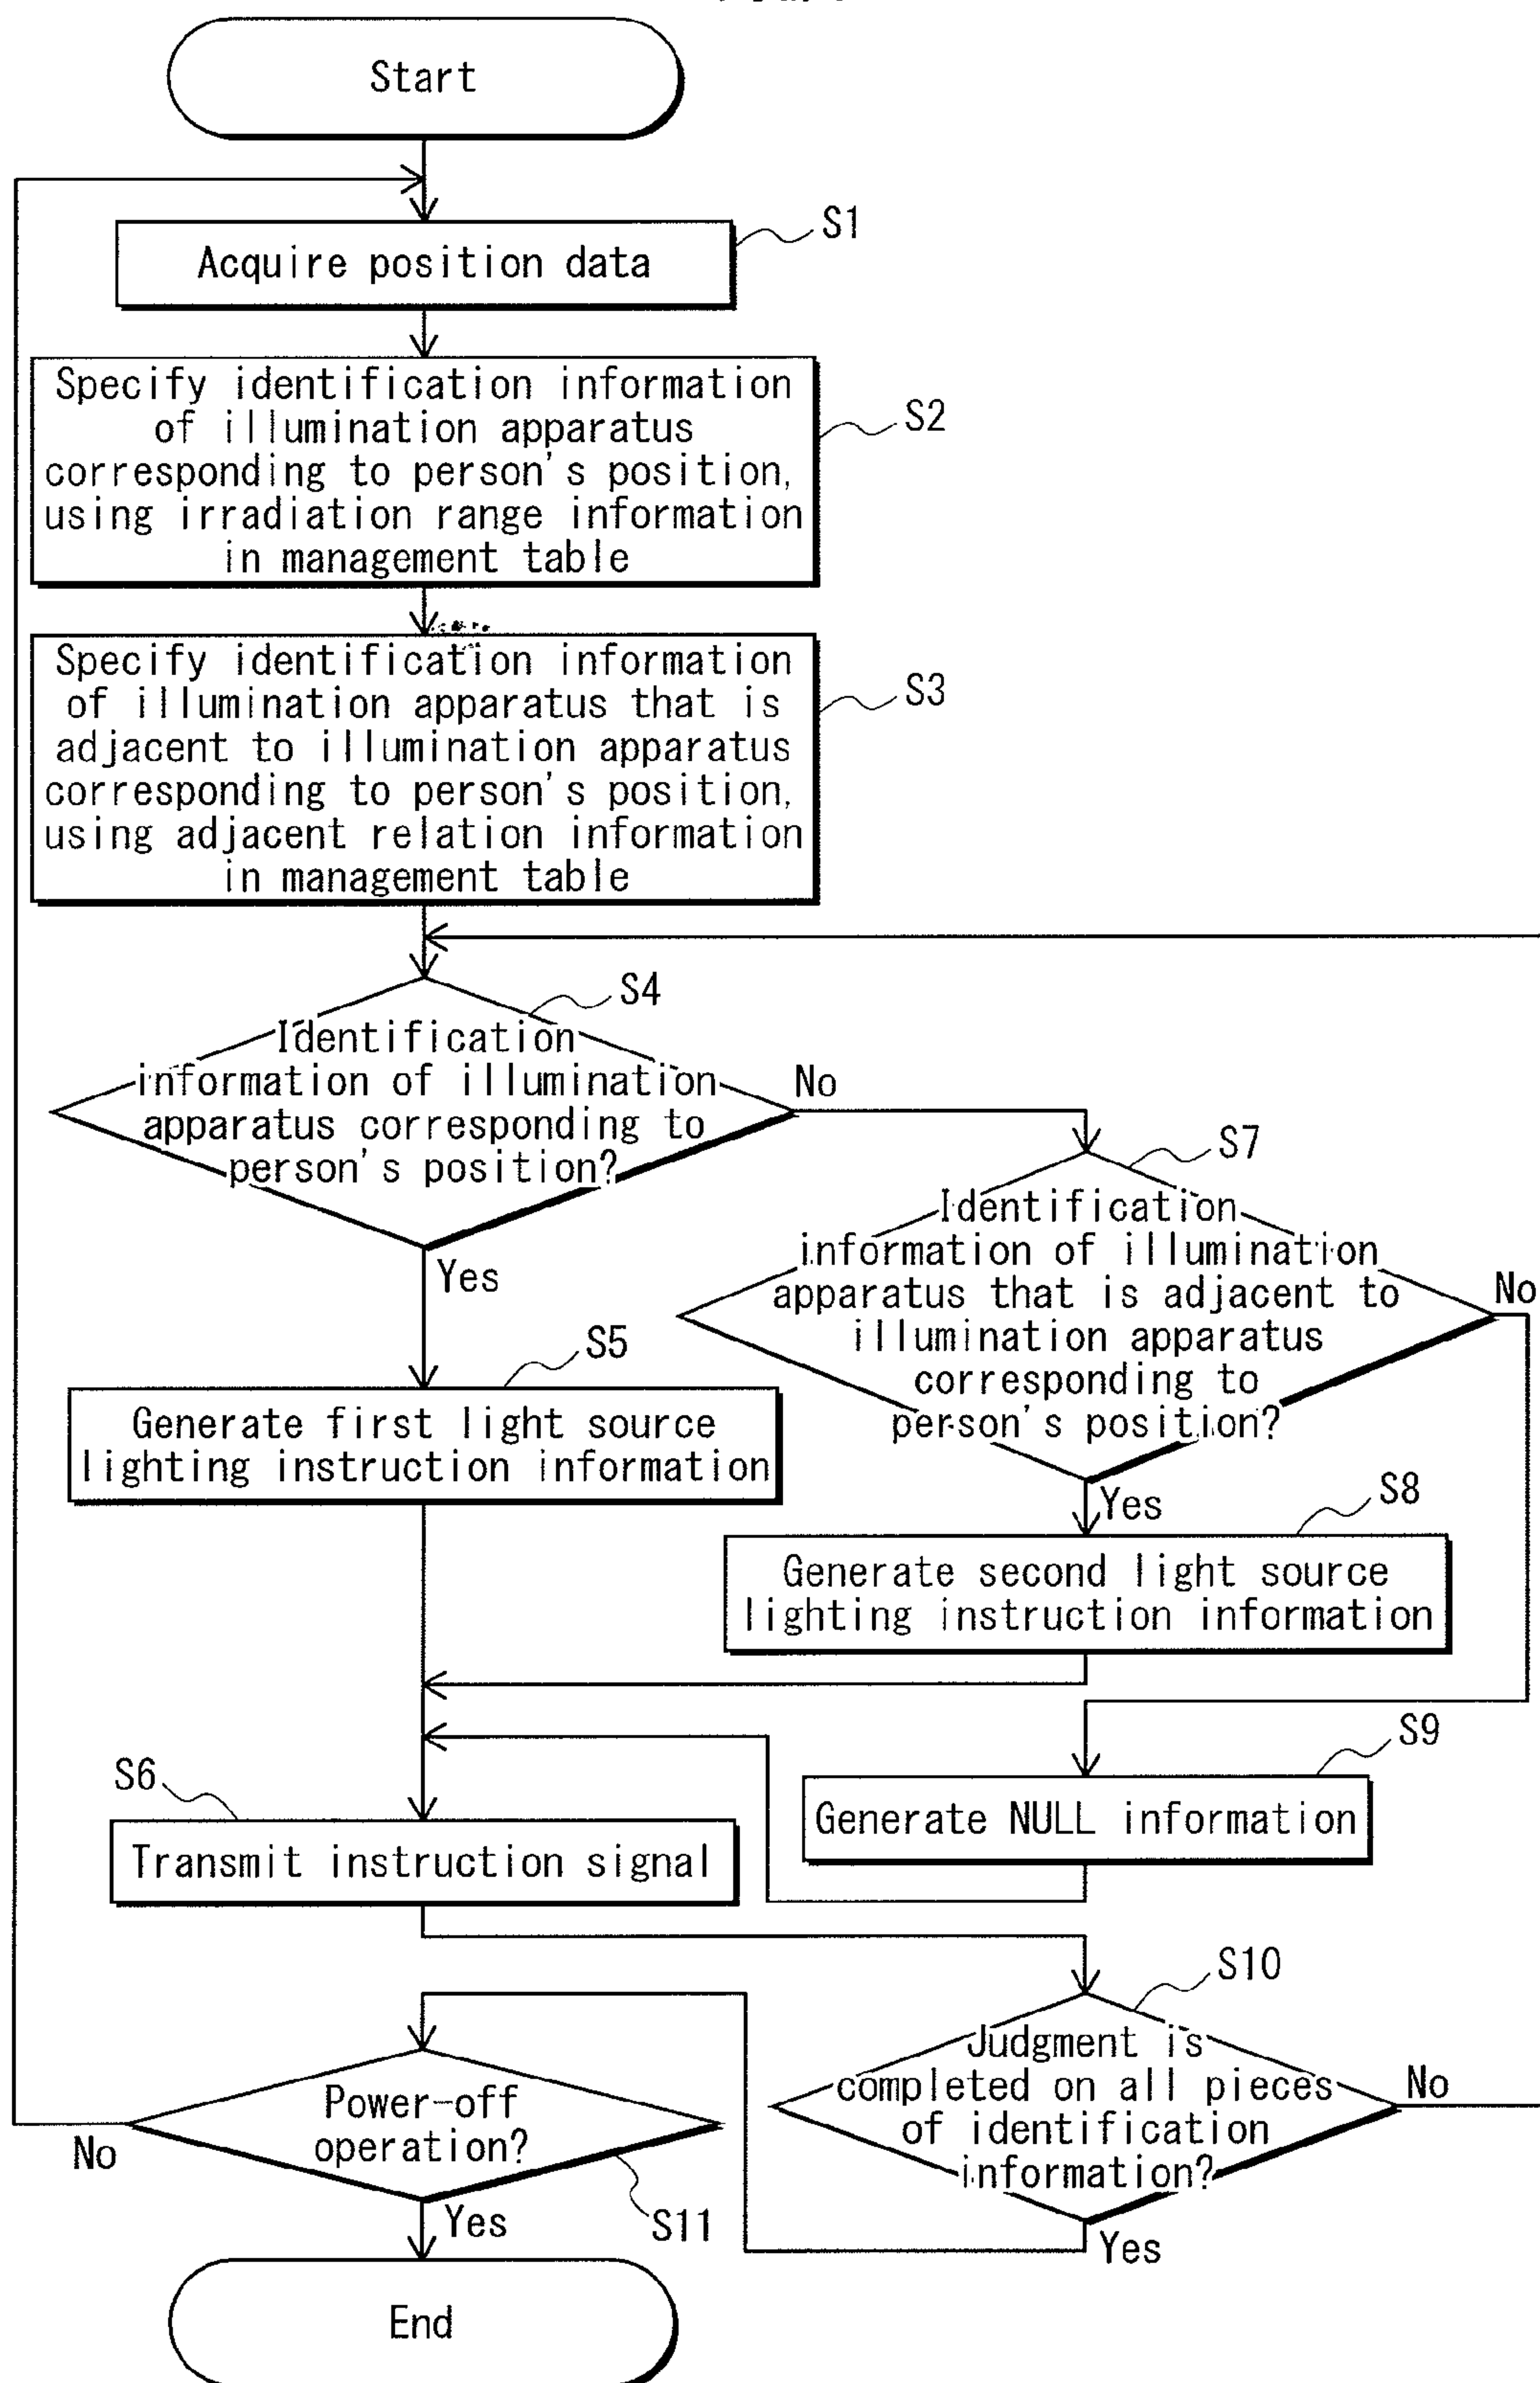 Start
S1
Acquire position data
Specify identification information
of illumination apparatus
corresponding to person's position,
using irradiation range information
in management table
S2
Specify identification information
of illumination apparatus that is
adjacent to illumination apparatus
corresponding to person's position,
using adjacent relation information
in management table
S3
S4
Identification
information of illumination
apparatus corresponding to
person's position?
No
Yes
S7
Identification
information of illumination
apparatus that is adjacent to
illumination apparatus
corresponding to
person's position?
No
Yes
S5
Generate first light source
lighting instruction information
S8
Generate second light source
lighting instruction information
S9
Generate NULL information
S6
Transmit instruction signal
S10
Judgment is
completed on all pieces
of identification
information?
No
Yes
Power-off
operation?
No
Yes
S11
End